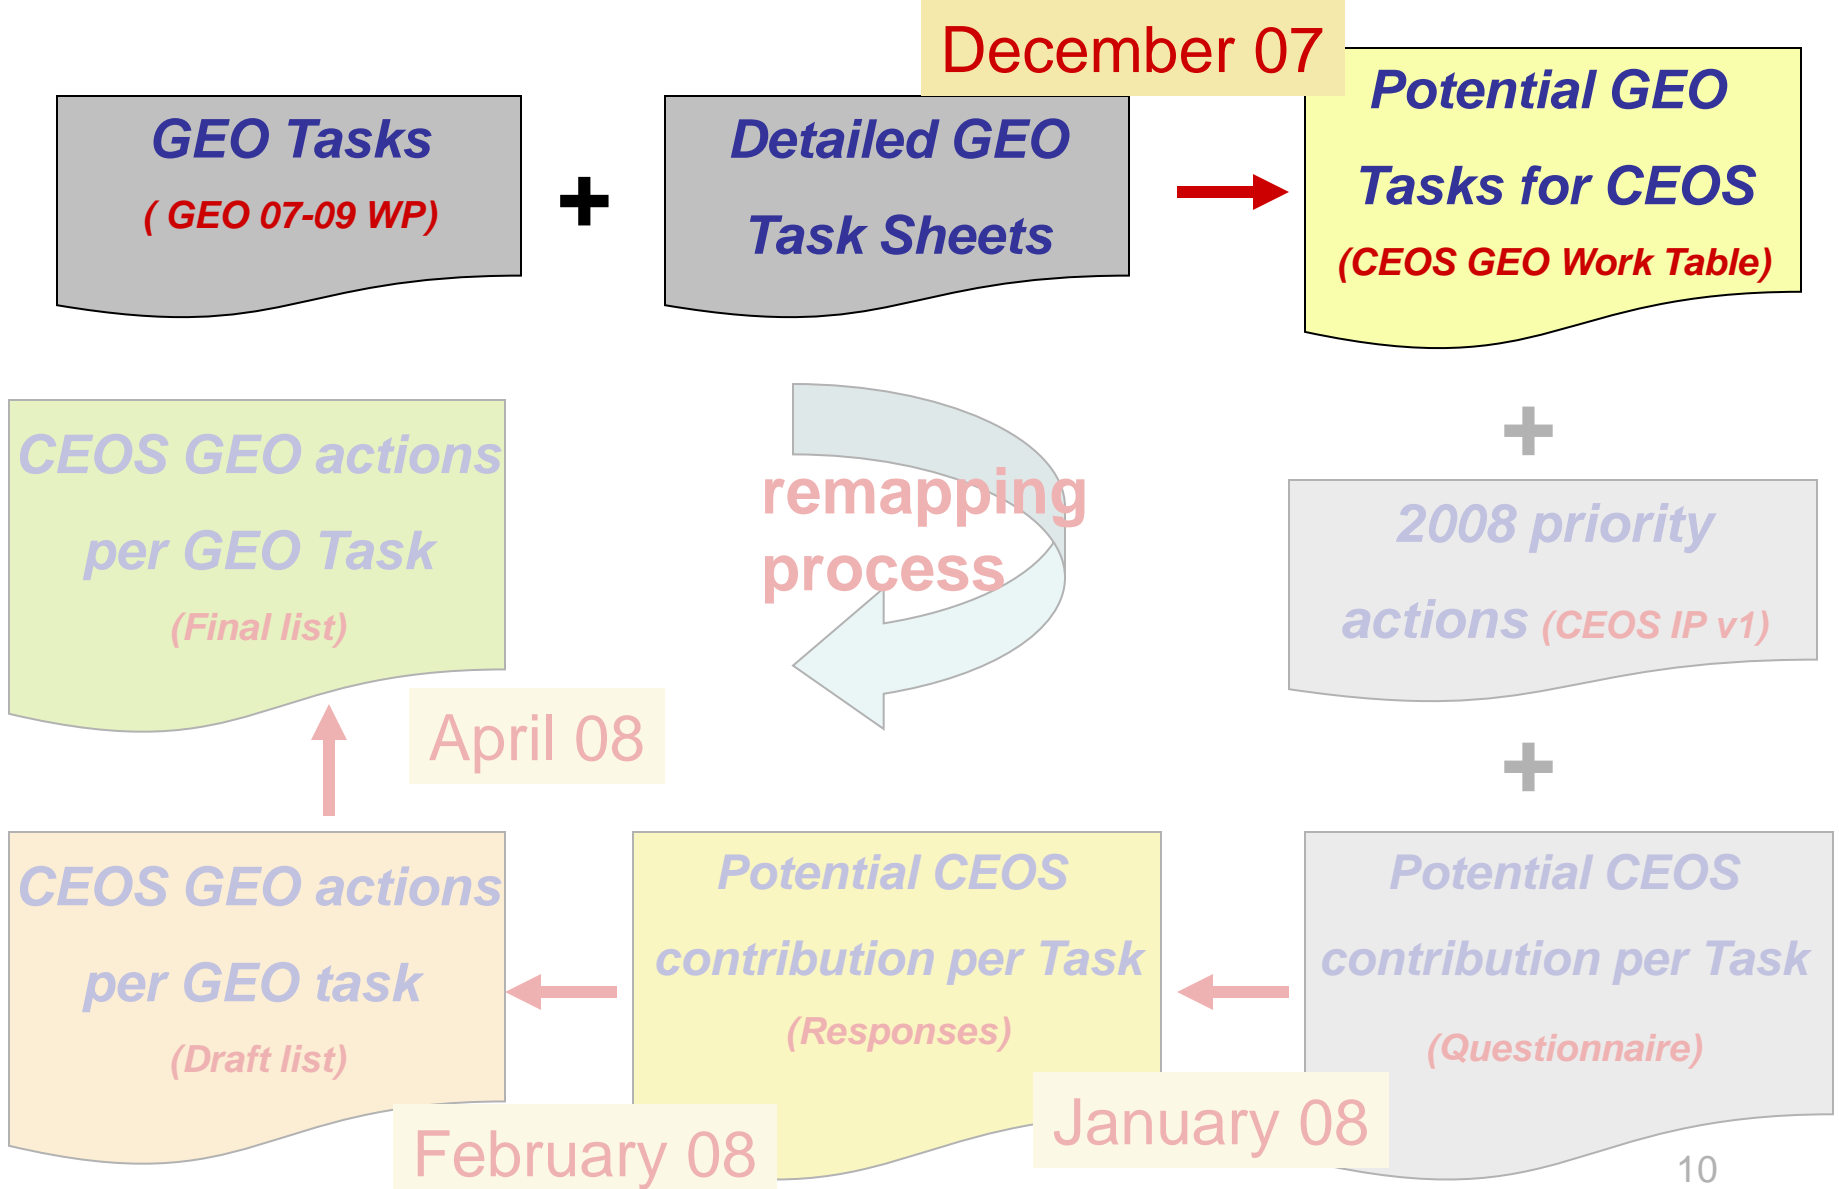 December 07
GEO Tasks
( GEO 07-09 WP)
+
Detailed GEO
Task Sheets
Potential GEO
Tasks for CEOS
(CEOS GEO Work Table)
+
2008 priority
actions (CEOS IP v1)
+
Potential CEOS
contribution per Task
(Questionnaire)
January 08
Potential CEOS
contribution per Task
(Responses)
February 08
CEOS GEO actions
per GEO task
(Draft list)
April 08
CEOS GEO actions
per GEO Task
(Final list)
remapping
process
10